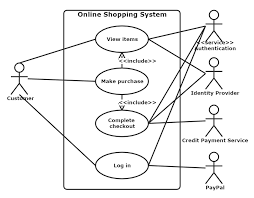 Online Shopping System
View items
<<service>>
Authentication
<<include>>
Make purchase
Customer
Identity Provider
<<include>>
Complete
checkout
Credit Payment Service
Log in
PayPal